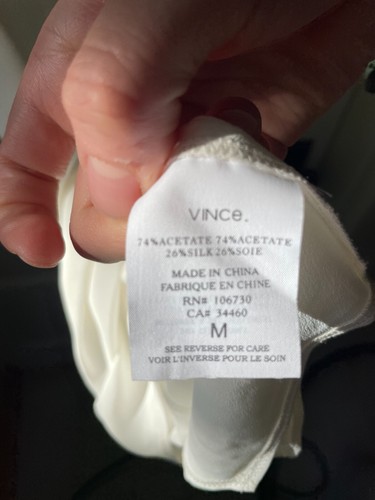 VINCe.
74%ACETATE 74%ACETATE
26%SILK 26%SOIE
MADE IN CHINA
FABRIQUE EN CHINE
RN# 106730
CA# 34460
M
SEE REVERSE FOR CARE
VOIR L'INVERSE POUR LE SOIN